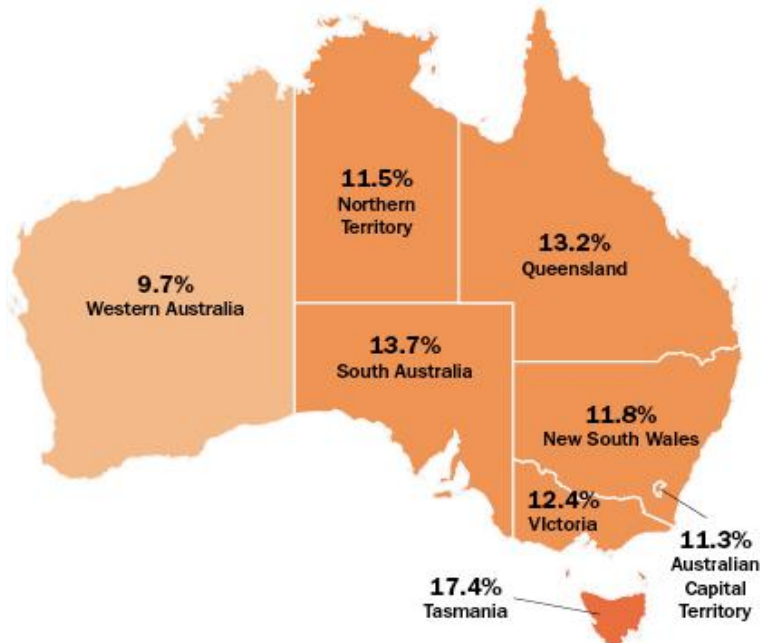 11.5%
Northern
Territory
13.2%
Queensland
9.7%
Western Australia
13.7%
South Australia
11.8%
New South Wales
12.4%
VIctoria
11.3%
Australian
Capital
Territory
17.4%
Tasmania